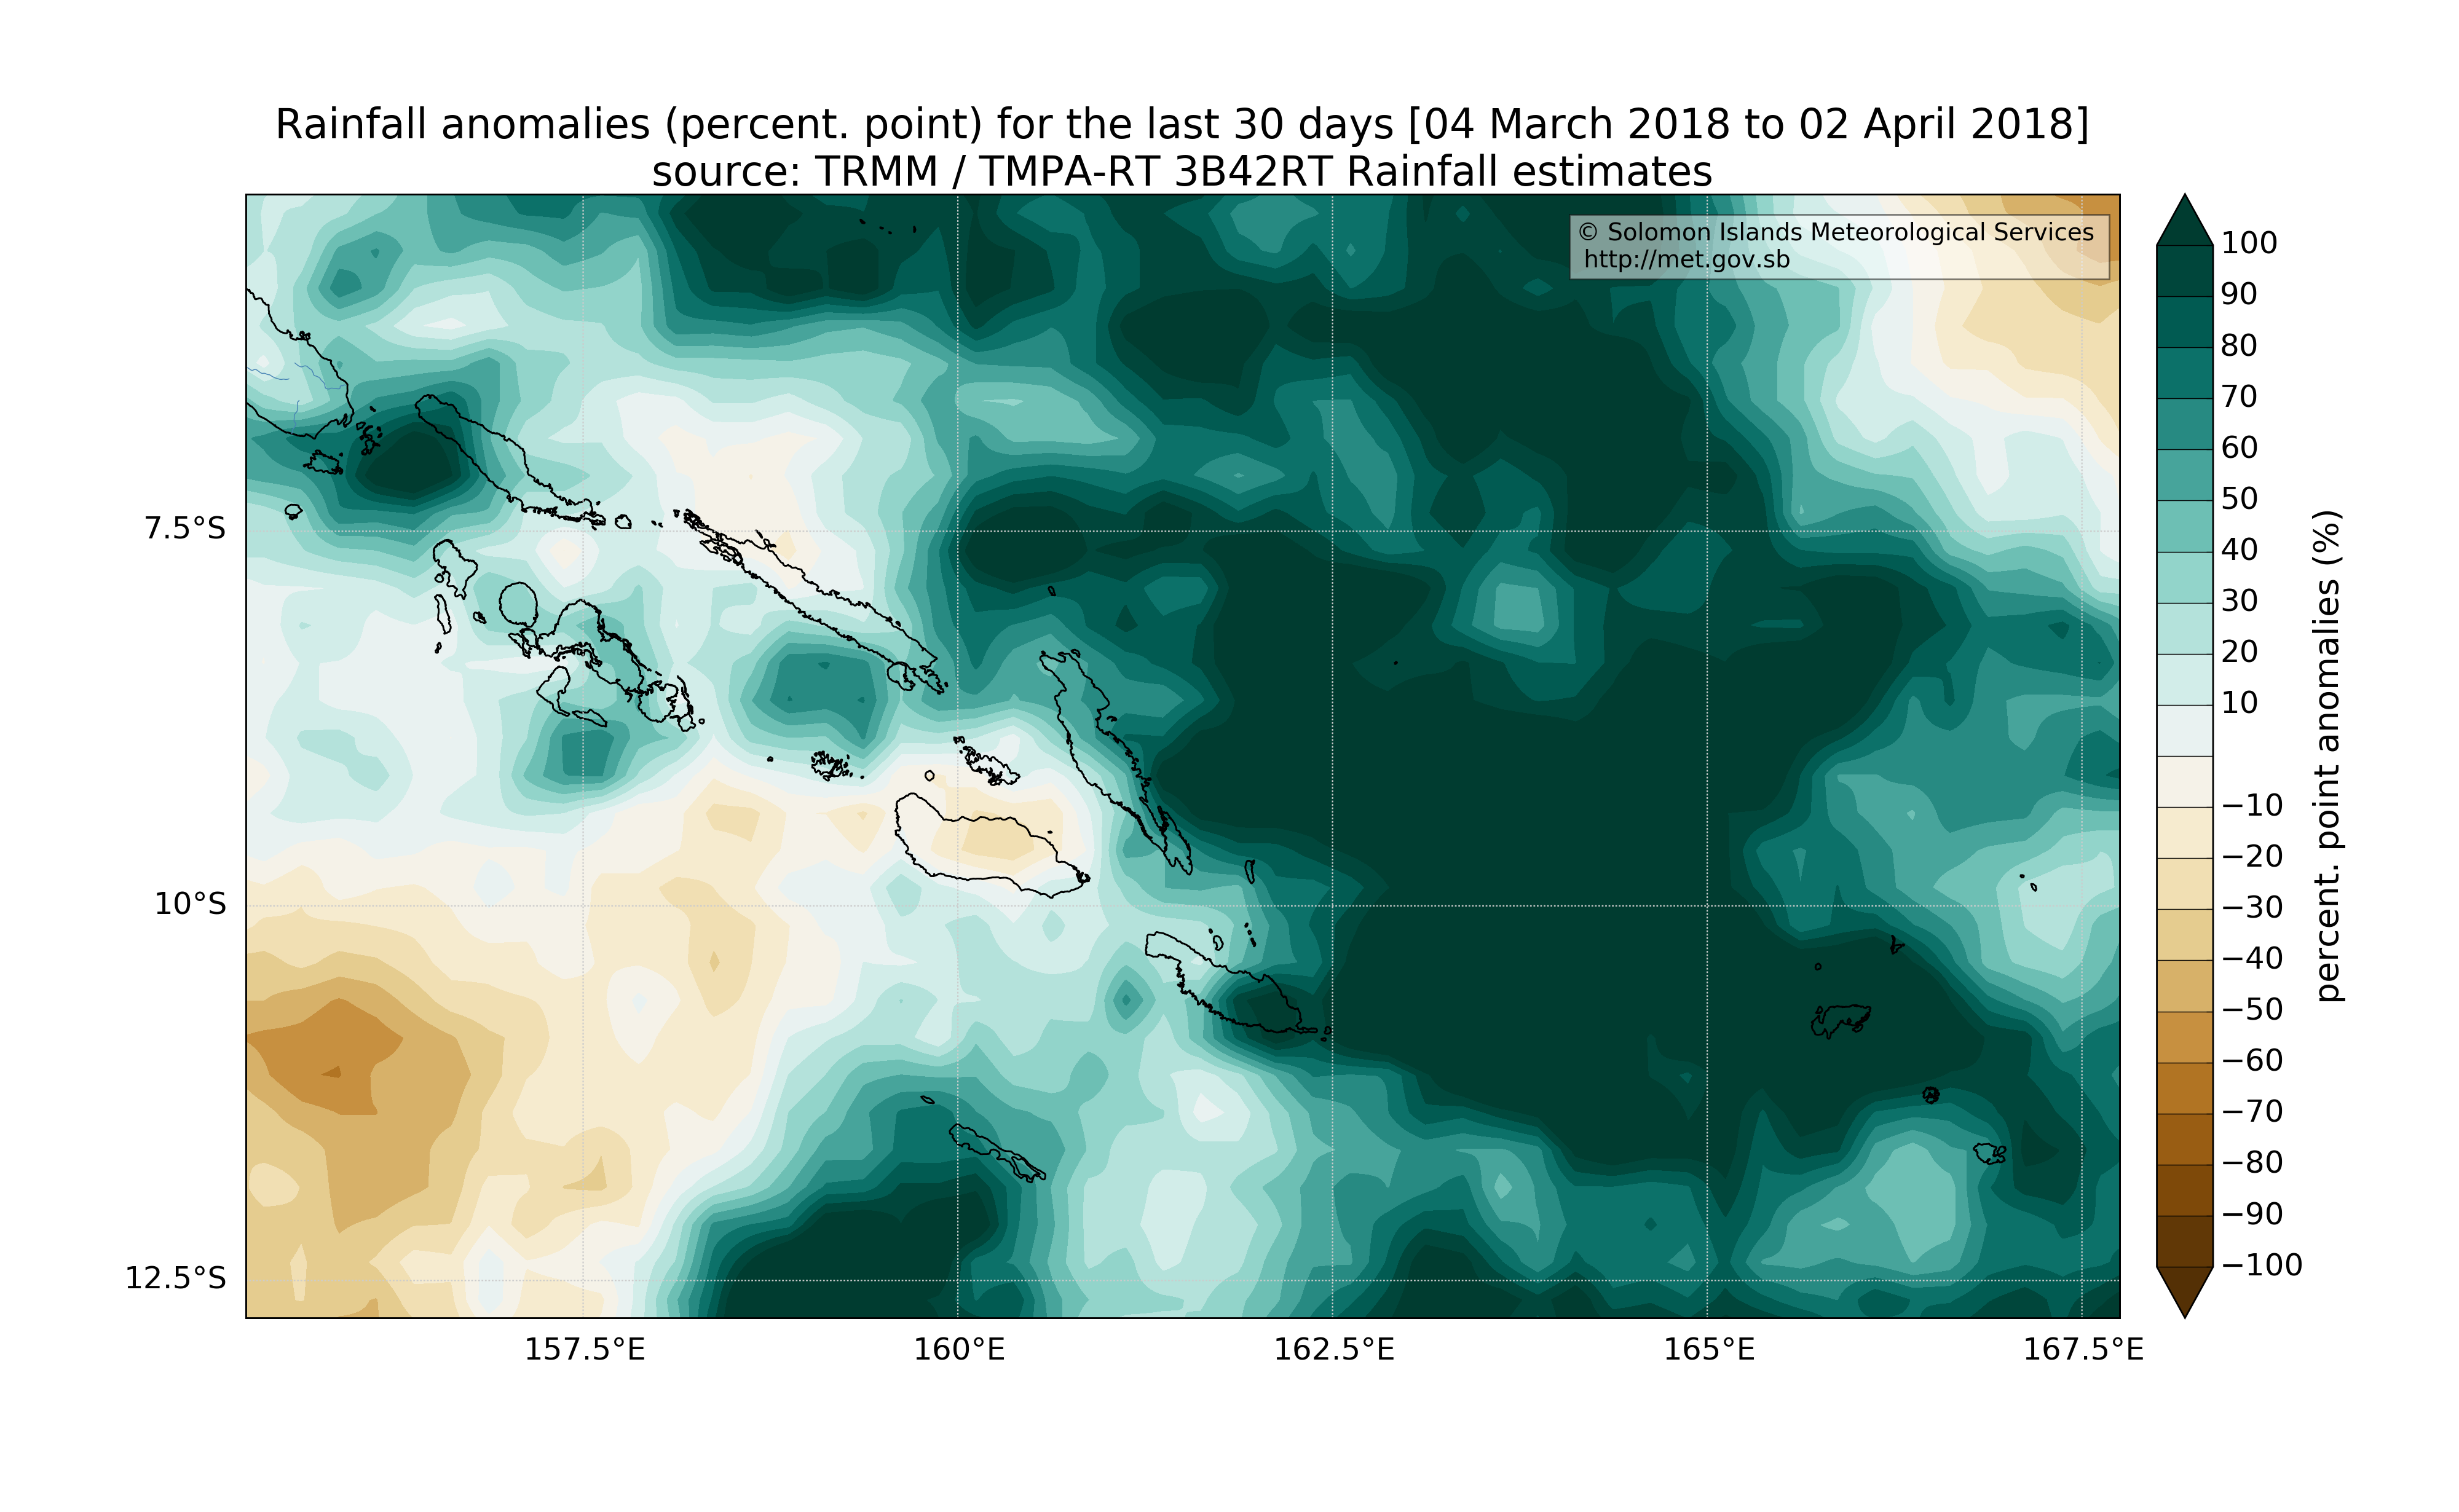 Rainfall anomalies (percent. point) for the last 30 days [04 March 2018 to 02 April 2018]
source: TRMM / TMPA-RT 3B42RT Rainfall estimates
© Solomon Islands Meteorological Services
http://met.gov.sb
7.5°S
10°S
12.5°S
157.5°E
160°E
162.5°E
165°E
167.5°E
100
90
80
70
60
50
40
30
20
10
−10
−20
−30
−40
−50
−60
−70
−80
−90
−100
percent. point anomalies (%)